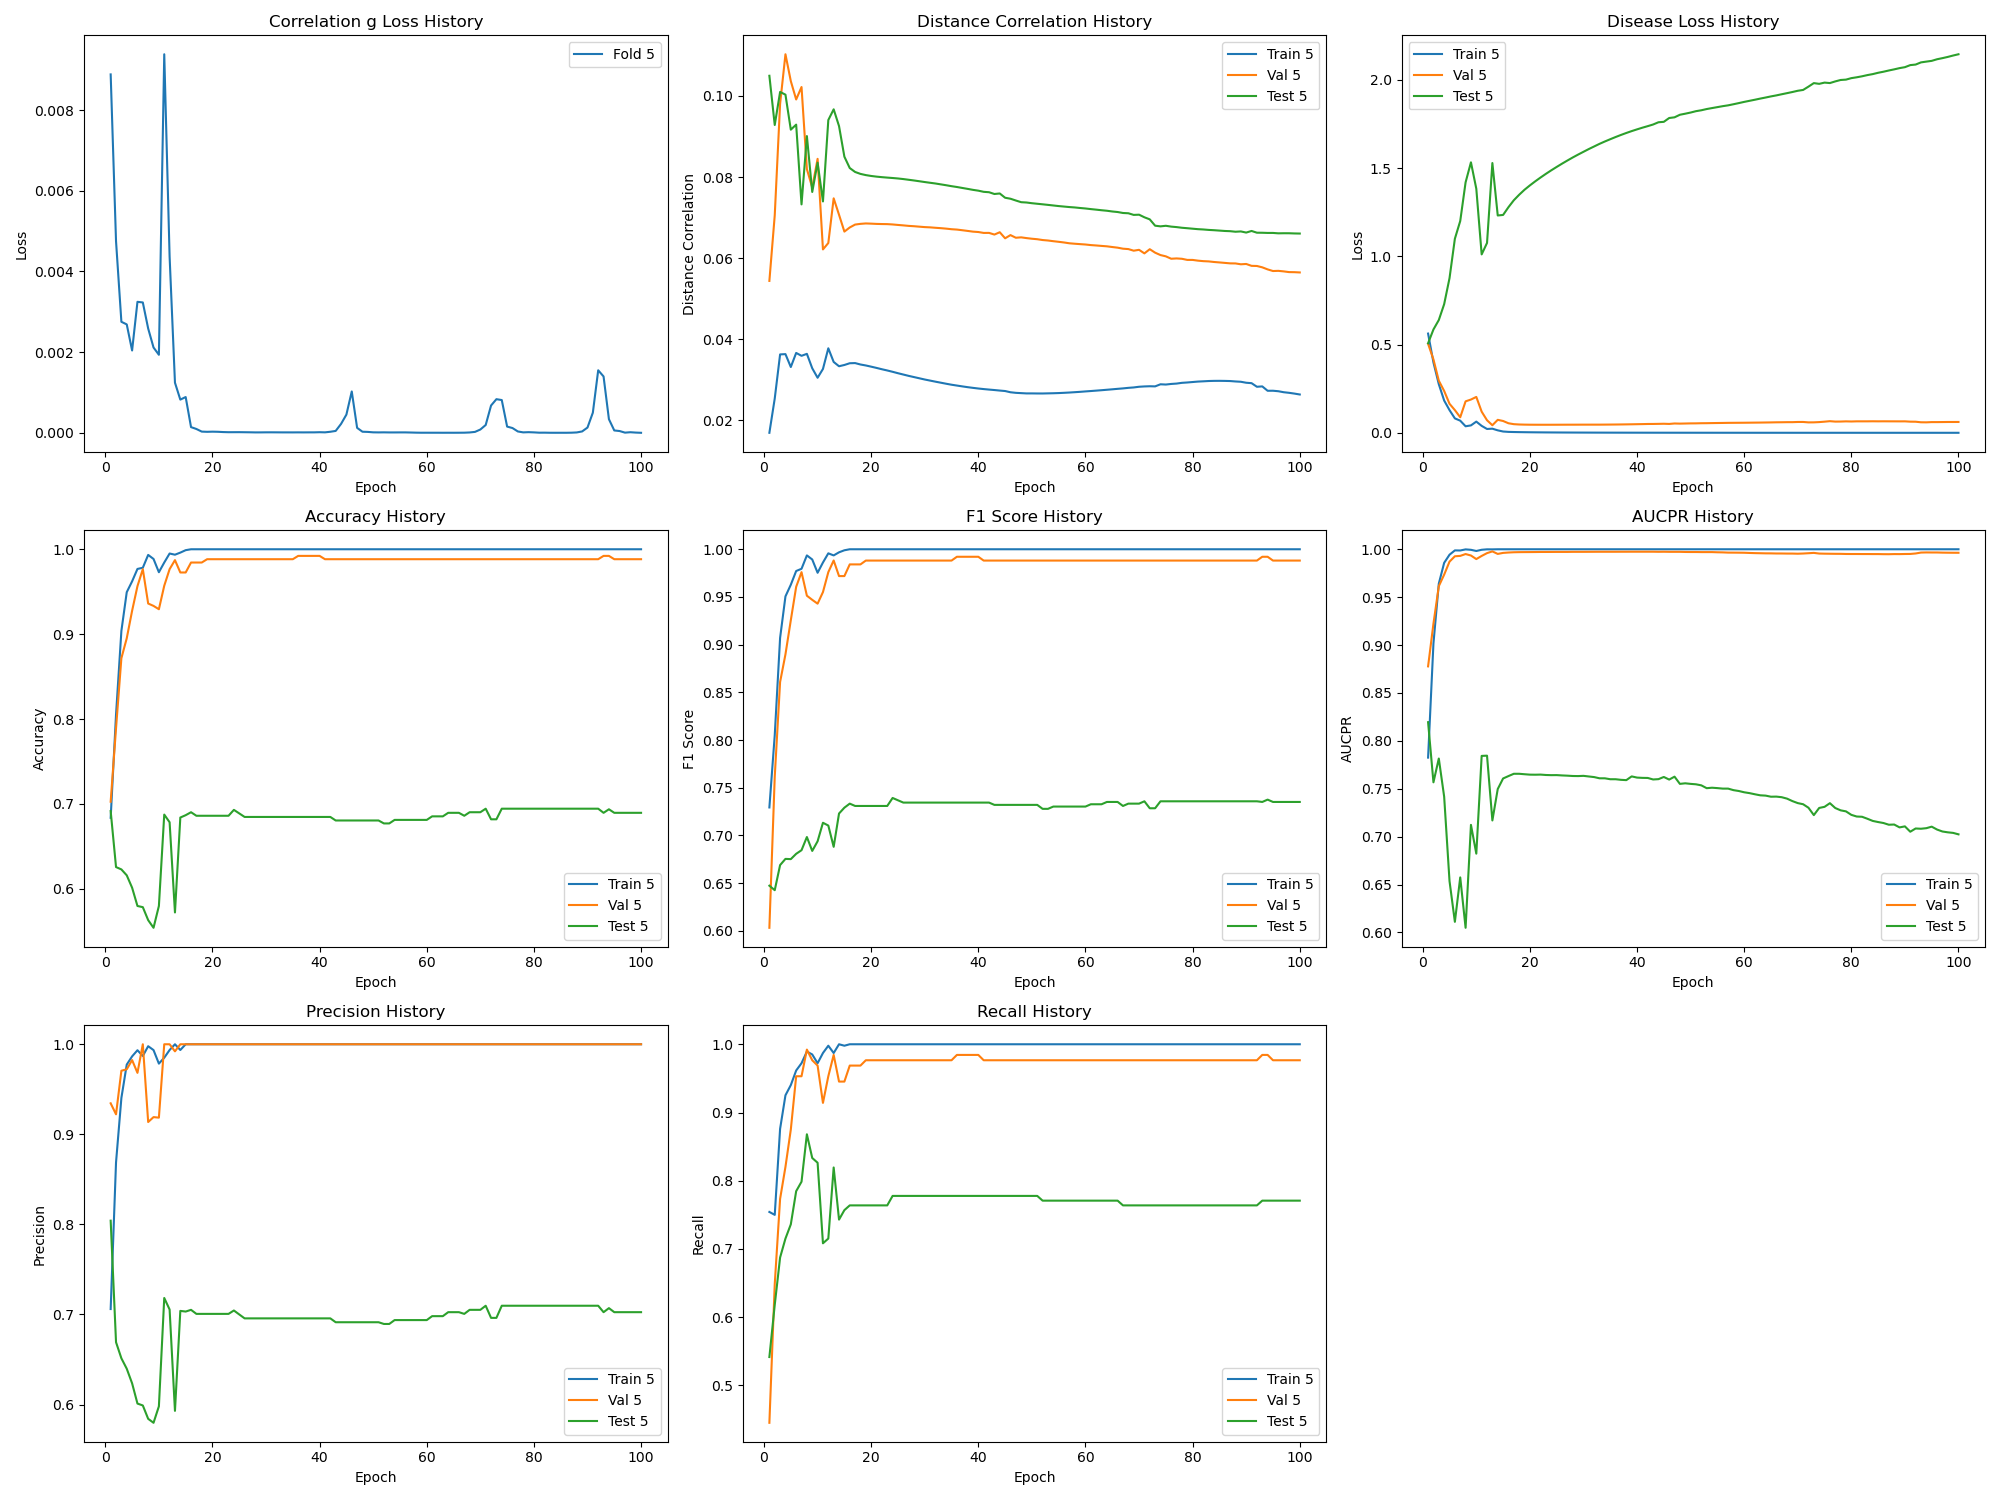 Correlation g Loss History
Loss
0.008
0.006
0.004
0.002
0.000
0 20 40 60 80 100
Epoch
Fold 5
Distance Correlation History
Distance Correlation
0.10
0.08
0.06
0.04
0.02
0 20 40 60 80 100
Epoch
Train 5
Val 5
Test 5
Disease Loss History
Loss
2.0
1.5
1.0
0.5
0.0
0 20 40 60 80 100
Epoch
Train 5
Val 5
Test 5
Accuracy History
Accuracy
1.0
0.9
0.8
0.7
0.6
0 20 40 60 80 100
Epoch
Train 5
Val 5
Test 5
F1 Score History
F1 Score
1.00
0.95
0.90
0.85
0.80
0.75
0.70
0.65
0.60
0 20 40 60 80 100
Epoch
Train 5
Val 5
Test 5
AUCPR History
AUCPR
1.00
0.95
0.90
0.85
0.80
0.75
0.70
0.65
0.60
0 20 40 60 80 100
Epoch
Train 5
Val 5
Test 5
Precision History
Precision
1.0
0.9
0.8
0.7
0.6
0 20 40 60 80 100
Epoch
Train 5
Val 5
Test 5
Recall History
Recall
1.0
0.9
0.8
0.7
0.6
0.5
0 20 40 60 80 100
Epoch
Train 5
Val 5
Test 5